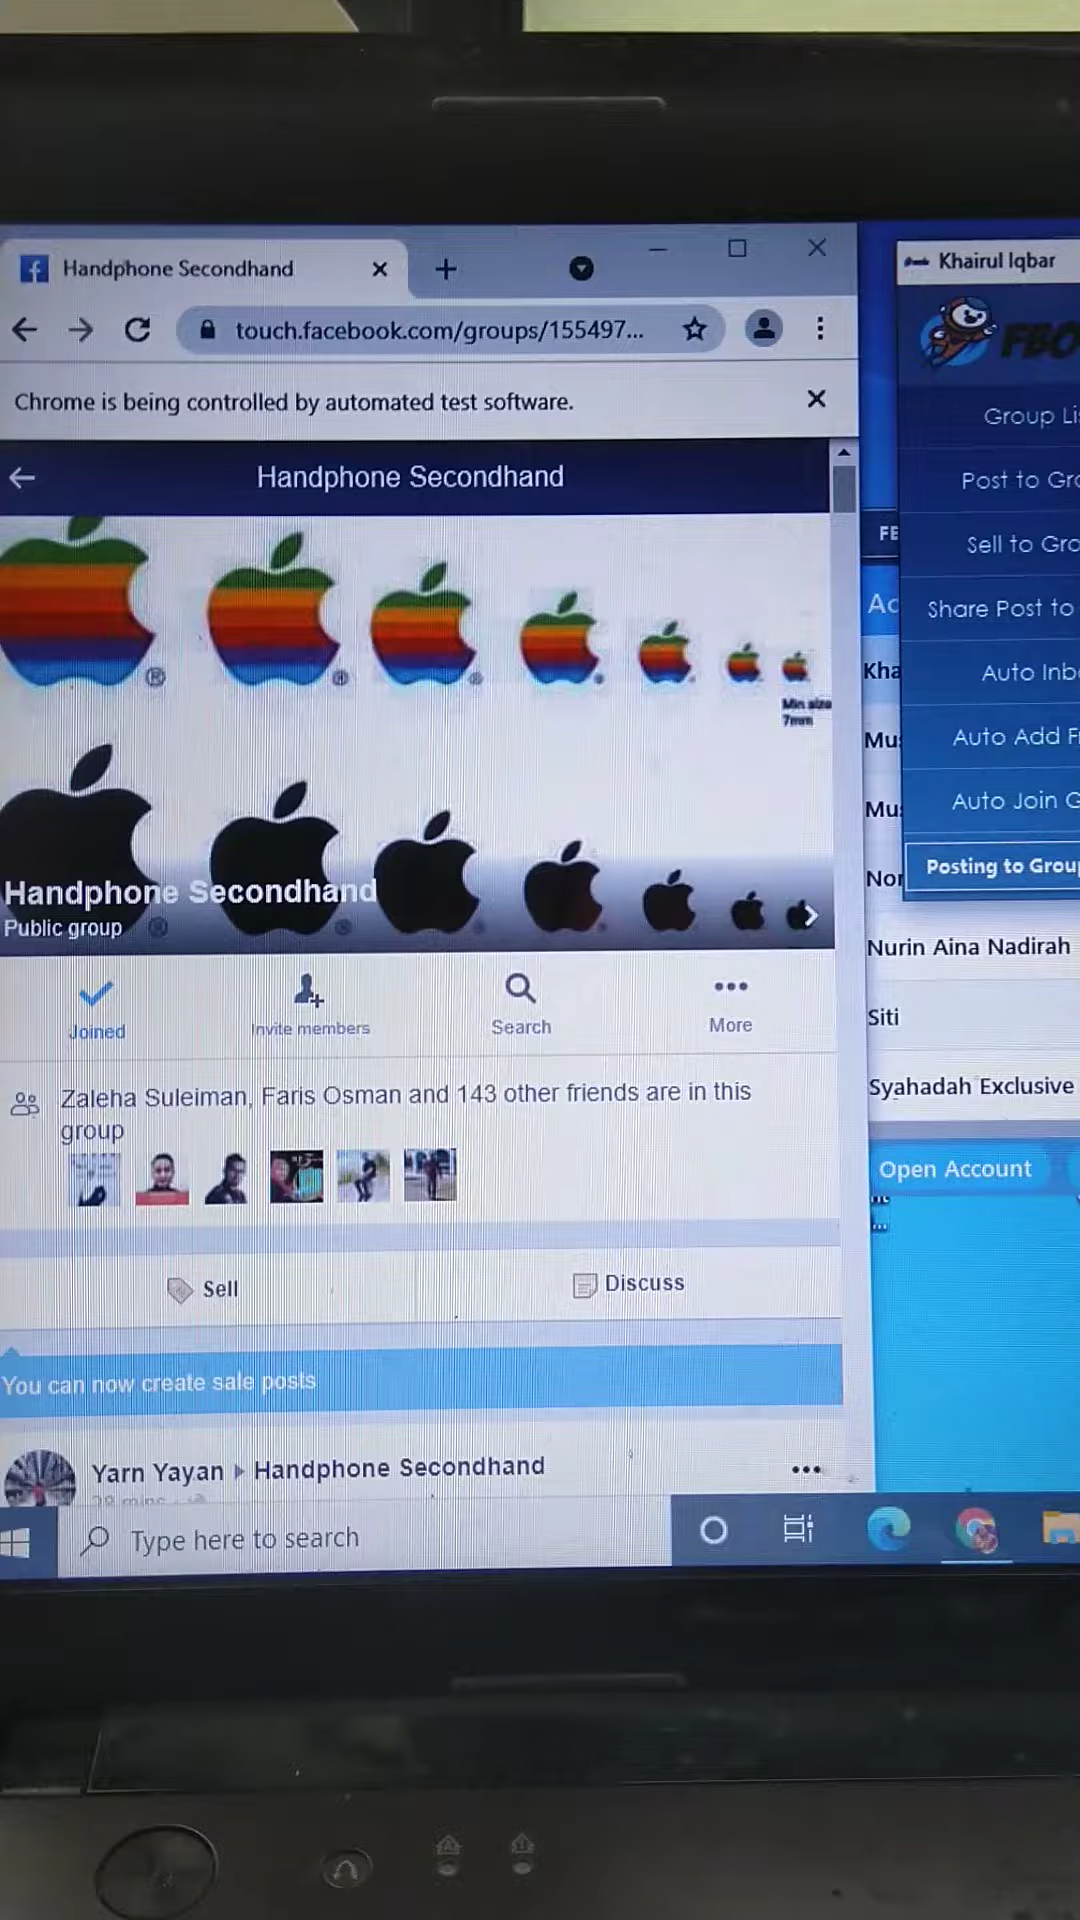 Handphone Secondhand
touch.facebook.com/groups/155497...
Chrome is being controlled by automated test software.
Handphone Secondhand
Min size
7mm
Handphone Secondhand
Public group
Joined
Invite members
Search
More
Zaleha Suleiman, Faris Osman and 143 other friends are in this
group
Sell
Discuss
You can now create sale posts
Yarn Yayan ▸ Handphone Secondhand
Type here to search
Khairul Iqbar
FBO
Group Li
Post to Gro
Sell to Gro
Share Post to
Auto Inb
Auto Add F
Auto Join G
Posting to Grou
FE
Ac
Kha
Mus
Mus
Nor
Nurin Aina Nadirah
Siti
Syahadah Exclusive
Open Account